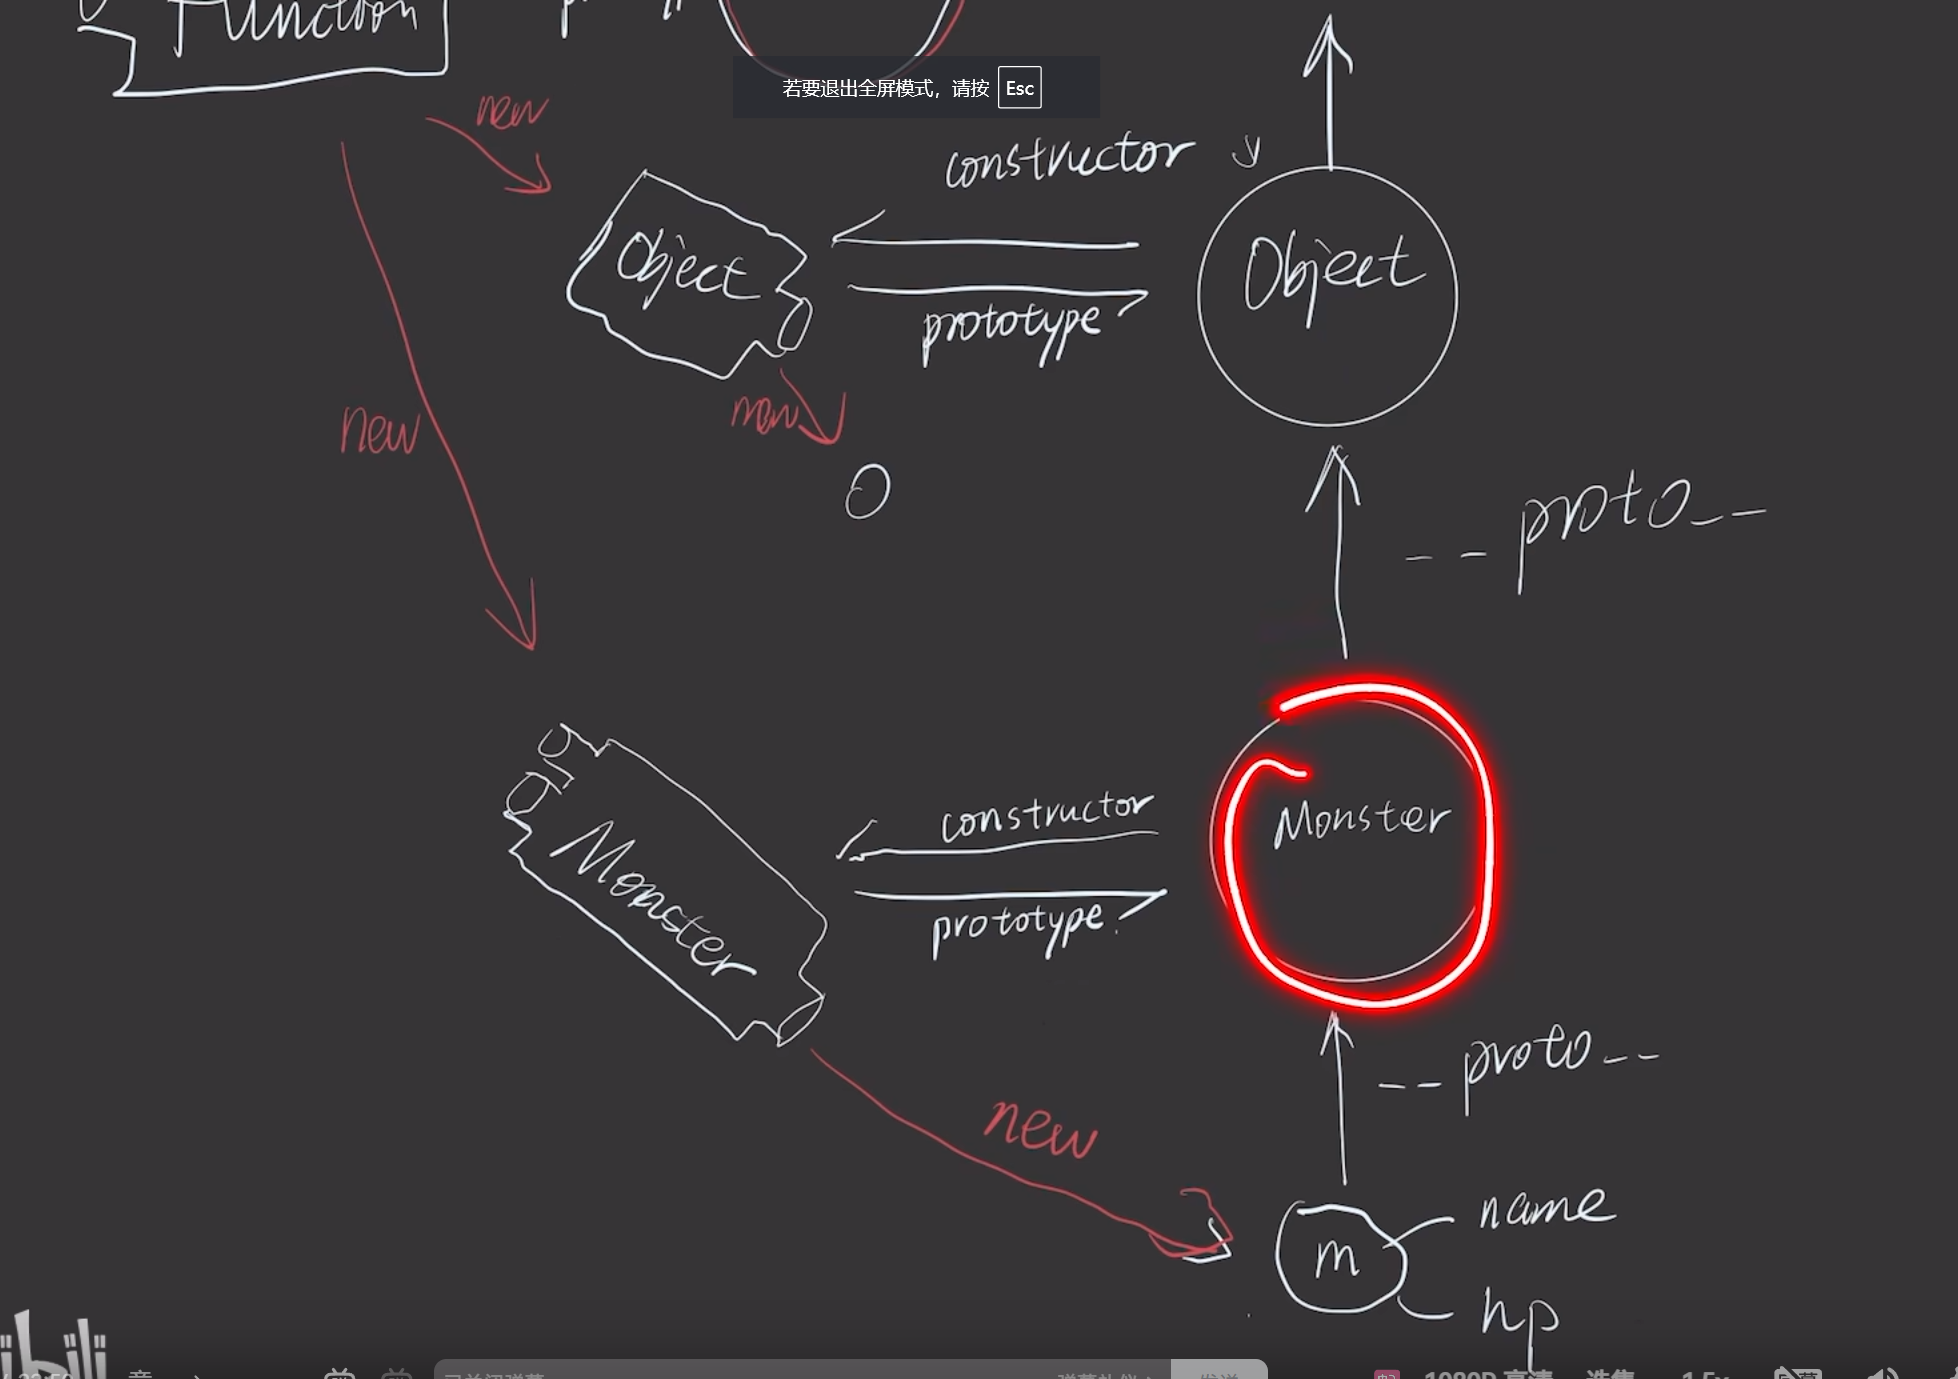 Function
new
若要退出全屏模式，请按 Esc
constructor
Object
Object
prototype
new
new
O
__proto__
Monster
constructor
Monster
prototype
__proto__
new
name
m
hp